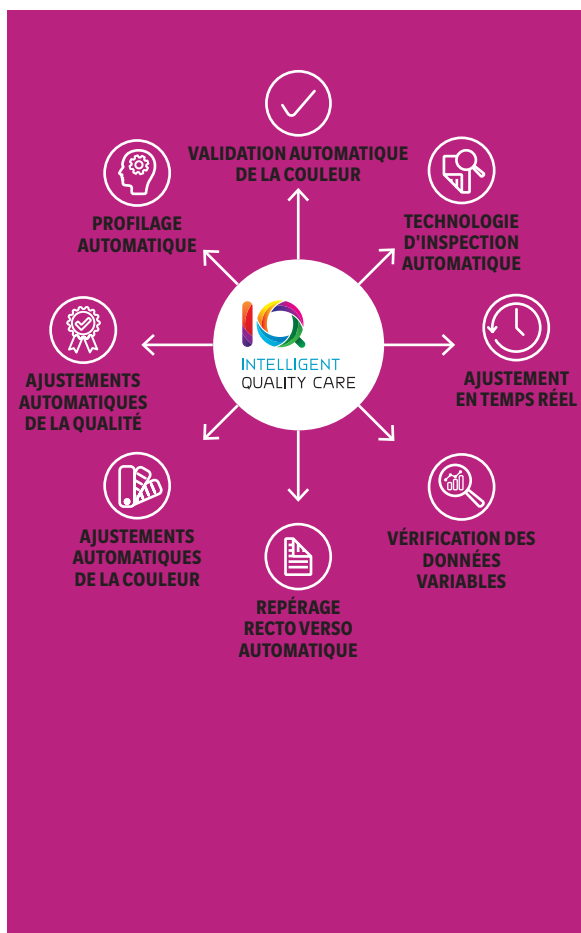 VALIDATION AUTOMATIQUE
DE LA COULEUR
PROFILAGE
AUTOMATIQUE
TECHNOLOGIE
D'INSPECTION
AUTOMATIQUE
IQ
INTELLIGENT
QUALITY CARE
AJUSTEMENTS
AUTOMATIQUES
DE LA QUALITÉ
AJUSTEMENT
EN TEMPS RÉEL
AJUSTEMENTS
AUTOMATIQUES
DE LA COULEUR
VÉRIFICATION DES
DONNÉES
VARIABLES
REPÉRAGE
RECTO VERSO
AUTOMATIQUE